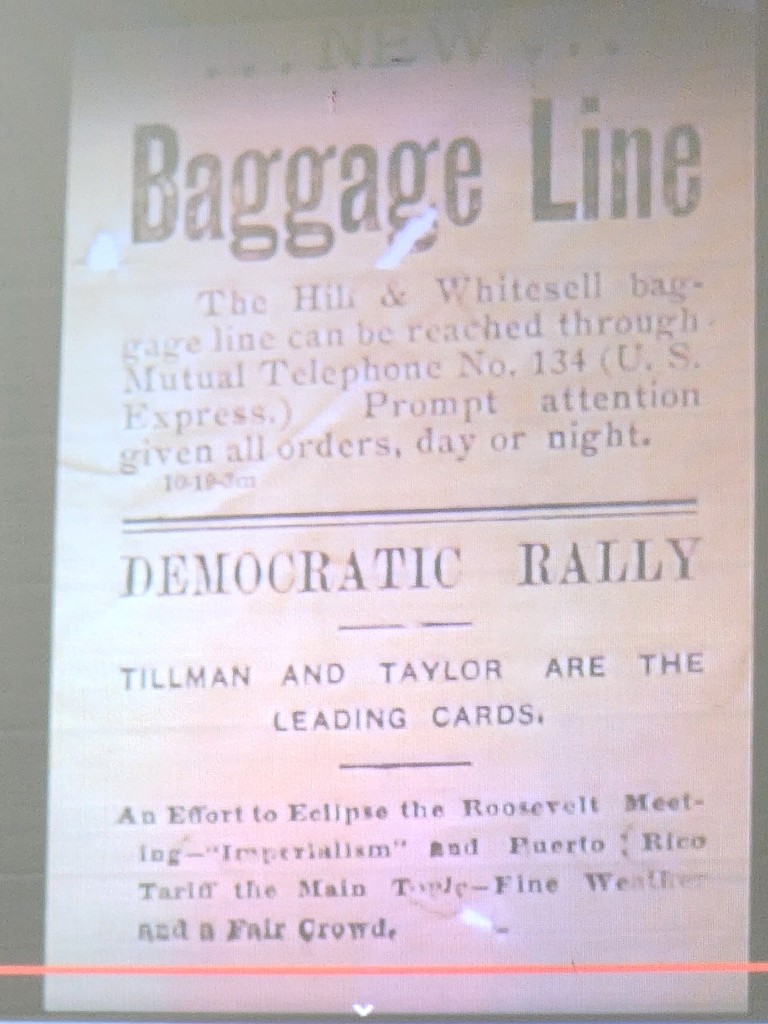 ...NEW...
Baggage Line
The Hill & Whitesell bag-
gage line can be reached through
Mutual Telephone No. 134 (U. S.
Express.) Prompt attention
given all orders, day or night.
10-19-3m
DEMOCRATIC RALLY
TILLMAN AND TAYLOR ARE THE
LEADING CARDS.
An Effort to Eclipse the Roosevelt Meet-
ing—"Imperialism" and Puerto Rico
Tariff the Main Topic—Fine Weather
and a Fair Crowd.